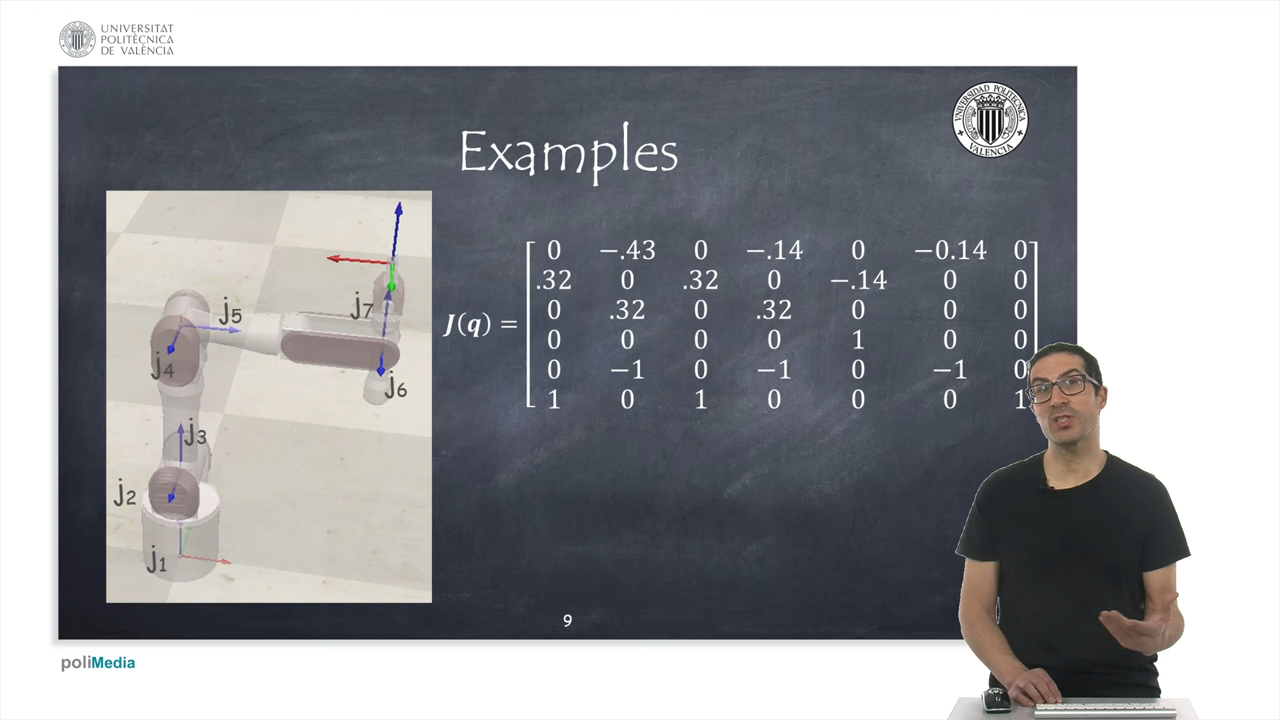 UNIVERSITAT
POLITÈCNICA
DE VALÈNCIA
UNIVERSIDAD POLITECNICA
VALENCIA
Examples
j5
j7
j4
j6
j3
j2
j1
J(q) =
0 −.43 0 −.14 0 −0.14 0
.32 0 .32 0 −.14 0 0
0 .32 0 .32 0 0 0
0 0 0 0 1 0 0
0 −1 0 −1 0 −1 0
1 0 1 0 0 0 1
9
poliMedia